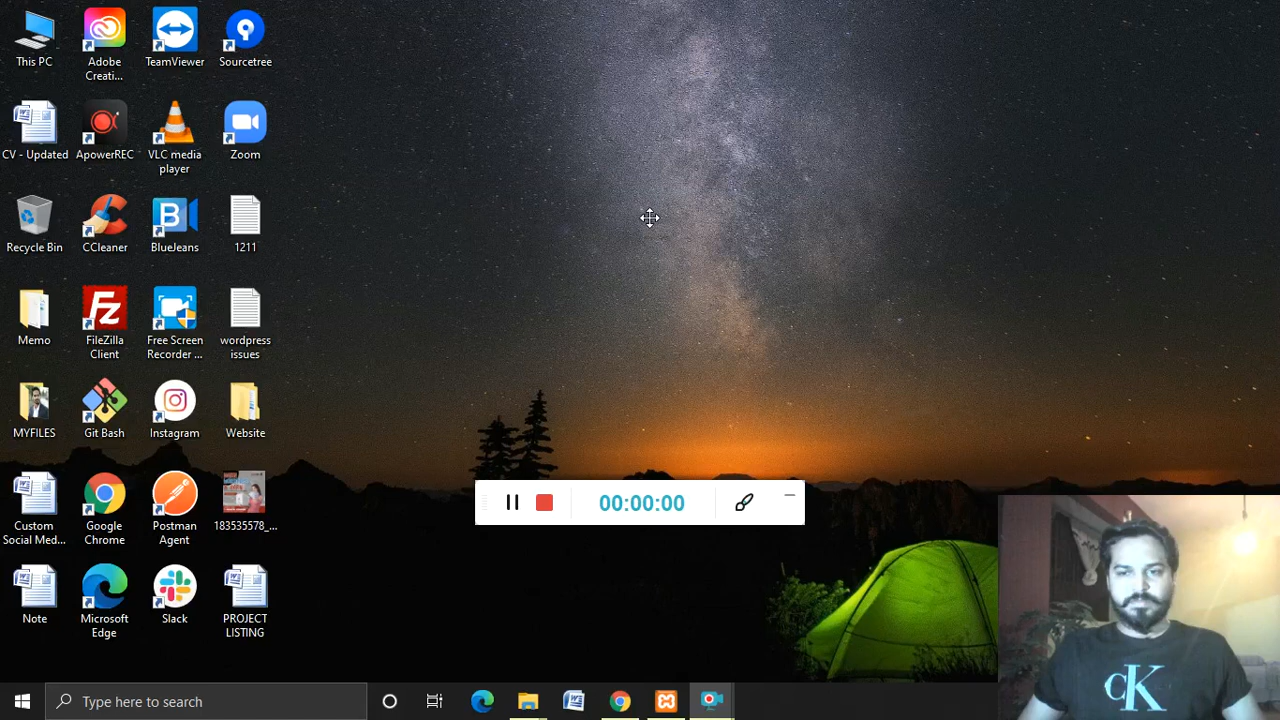 This PC
Adobe
Creati...
TeamViewer
Sourcetree
CV - Updated
ApowerREC
VLC media
player
Zoom
Recycle Bin
CCleaner
BlueJeans
1211
Memo
FileZilla
Client
Free Screen
Recorder ...
wordpress
issues
MYFILES
Git Bash
Instagram
Website
Custom
Social Med...
Google
Chrome
Postman
Agent
183535578_...
Note
Microsoft
Edge
Slack
PROJECT
LISTING
00:00:00
cK
Type here to search